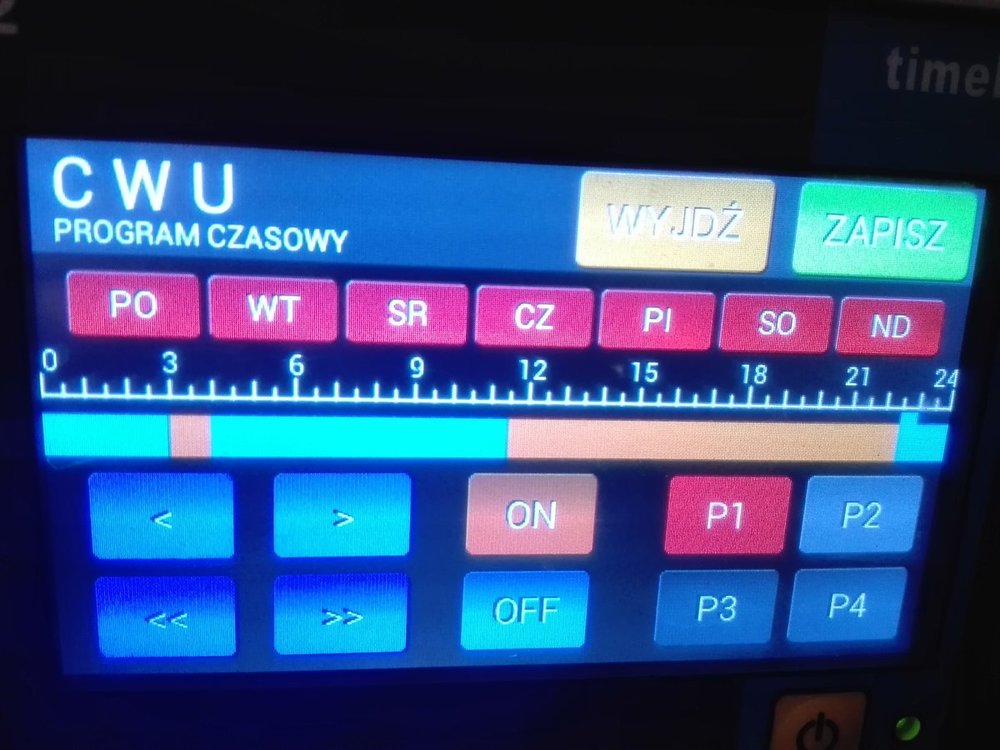 C W U
PROGRAM CZASOWY
WYJDŹ
ZAPISZ
PO WT SR CZ PI SO ND
0 3 6 9 12 15 18 21 24
< > ON P1 P2
<< >> OFF P3 P4